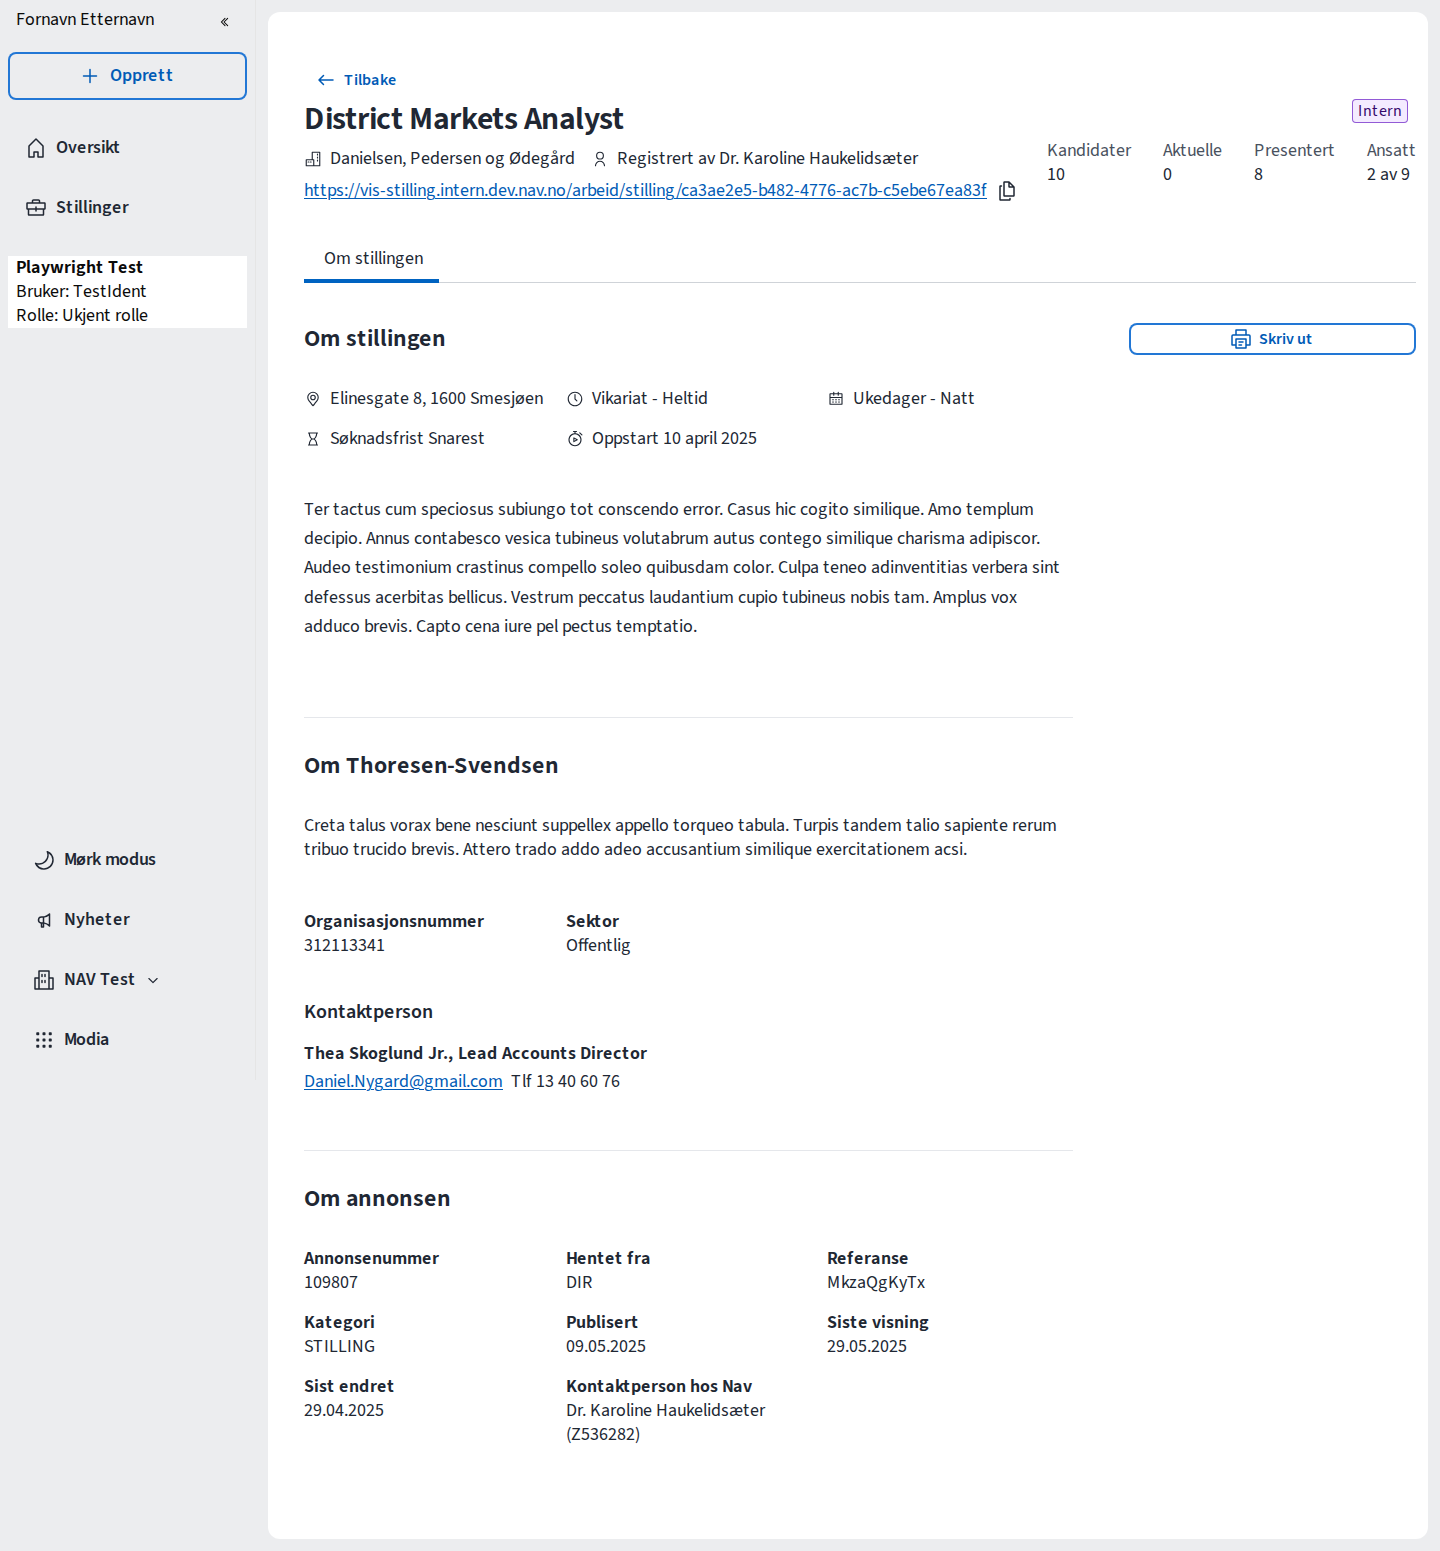 Fornavn Etternavn
Opprett
Oversikt
Stillinger
Playwright Test
Bruker: TestIdent
Rolle: Ukjent rolle
Mørk modus
Nyheter
NAV Test
Modia
Tilbake
District Markets Analyst
Intern
Danielsen, Pedersen og Ødegård Registrert av Dr. Karoline Haukelidsæter
https://vis-stilling.intern.dev.nav.no/arbeid/stilling/ca3ae2e5-b482-4776-ac7b-c5ebe67ea83f
Kandidater Aktuelle Presentert Ansatt
10 0 8 2 av 9
Om stillingen
Om stillingen
Skriv ut
Elinesgate 8, 1600 Smesjøen Vikariat - Heltid Ukedager - Natt
Søknadsfrist Snarest Oppstart 10 april 2025
Ter tactus cum speciosus subiungo tot conscendo error. Casus hic cogito similique. Amo templum
decipio. Annus contabesco vesica tubineus volutabrum autus contego similique charisma adipiscor.
Audeo testimonium crastinus compello soleo quibusdam color. Culpa teneo adinventitias verbera sint
defessus acerbitas bellicus. Vestrum peccatus laudantium cupio tubineus nobis tam. Amplus vox
adduco brevis. Capto cena iure pel pectus temptatio.
Om Thoresen-Svendsen
Creta talus vorax bene nesciunt suppellex appello torqueo tabula. Turpis tandem talio sapiente rerum
tribuo trucido brevis. Attero trado addo adeo accusantium similique exercitationem acsi.
Organisasjonsnummer Sektor
312113341 Offentlig
Kontaktperson
Thea Skoglund Jr., Lead Accounts Director
Daniel.Nygard@gmail.com Tlf 13 40 60 76
Om annonsen
Annonsenummer Hentet fra Referanse
109807 DIR MkzaQgKyTx
Kategori Publisert Siste visning
STILLING 09.05.2025 29.05.2025
Sist endret Kontaktperson hos Nav
29.04.2025 Dr. Karoline Haukelidsæter
(Z536282)